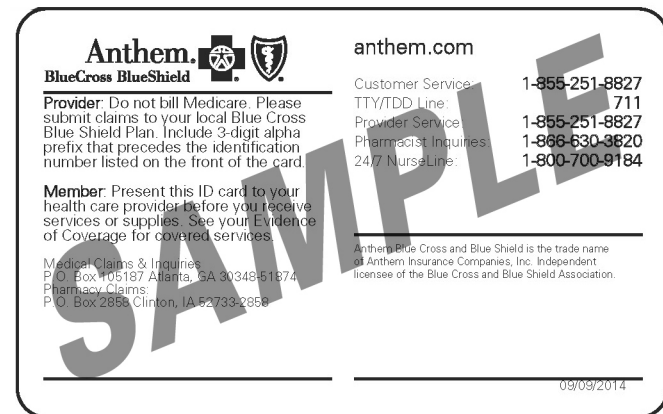 Anthem.
BlueCross BlueShield
Provider: Do not bill Medicare. Please
submit claims to your local Blue Cross
Blue Shield Plan. Include 3-digit alpha
prefix that precedes the identification
number listed on the front of the card.
Member: Present this ID card to your
health care provider before you receive
services or supplies. See your Evidence
of Coverage for covered services.
Medical Claims & Inquiries
P.O. Box 105187 Atlanta, GA 30348-51874
Pharmacy Claims:
P.O. Box 2858 Clinton, IA 52733-2858
anthem.com
Customer Service: 1-855-251-8827
TTY/TDD Line: 711
Provider Service: 1-855-251-8827
Pharmacist Inquiries: 1-866-630-3820
24/7 NurseLine: 1-800-700-9184
Anthem Blue Cross and Blue Shield is the trade name
of Anthem Insurance Companies, Inc. Independent
licensee of the Blue Cross and Blue Shield Association.
09/09/2014
SAMPLE